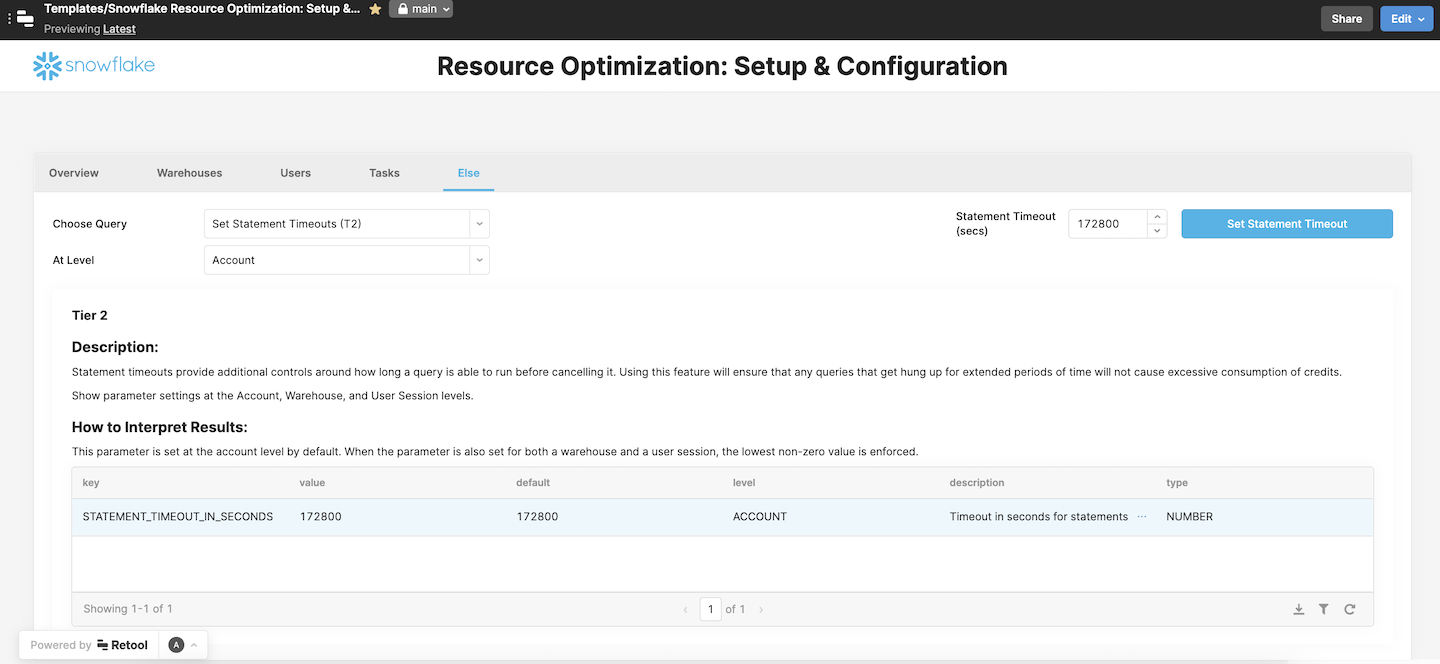 Templates/Snowflake Resource Optimization: Setup &...
main
Previewing Latest
Share
Edit
snowflake
Resource Optimization: Setup & Configuration
Overview
Warehouses
Users
Tasks
Else
Choose Query
Set Statement Timeouts (T2)
Statement Timeout
(secs)
172800
Set Statement Timeout
At Level
Account
Tier 2
Description:
Statement timeouts provide additional controls around how long a query is able to run before cancelling it. Using this feature will ensure that any queries that get hung up for extended periods of time will not cause excessive consumption of credits.
Show parameter settings at the Account, Warehouse, and User Session levels.
How to Interpret Results:
This parameter is set at the account level by default. When the parameter is also set for both a warehouse and a user session, the lowest non-zero value is enforced.
key value default level description type
STATEMENT_TIMEOUT_IN_SECONDS 172800 172800 ACCOUNT Timeout in seconds for statements ... NUMBER
Showing 1-1 of 1
1 of 1
Powered by Retool
A